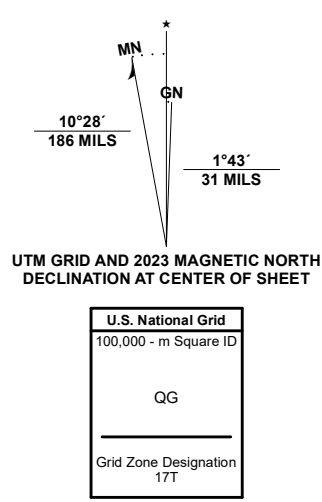 ★
MN
GN
10°28´
186 MILS
1°43´
31 MILS
UTM GRID AND 2023 MAGNETIC NORTH
DECLINATION AT CENTER OF SHEET
U.S. National Grid
100,000 - m Square ID
QG
Grid Zone Designation
17T